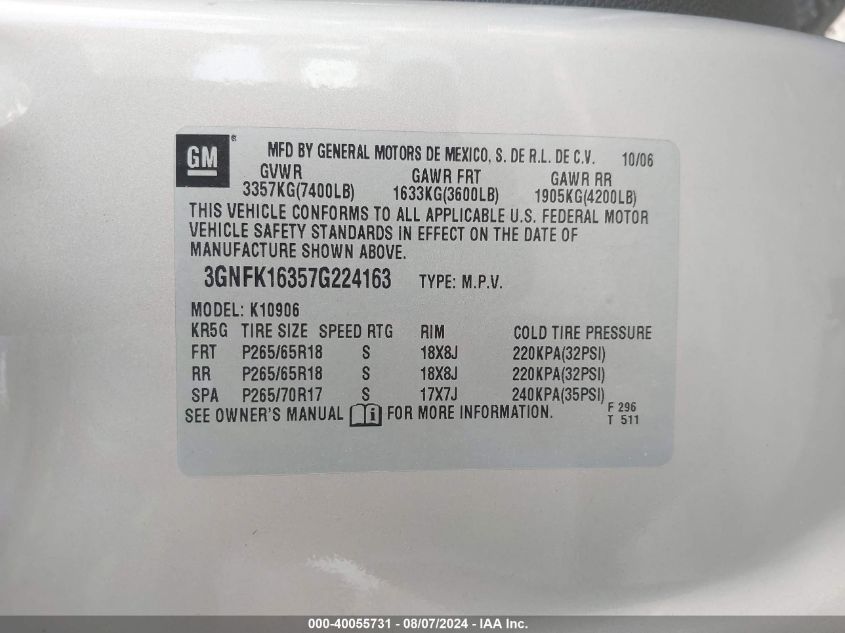 GM ® MFD BY GENERAL MOTORS DE MEXICO, S. DE R.L. DE C.V. 10/06
GVWR GAWR FRT GAWR RR
3357KG(7400LB) 1633KG(3600LB) 1905KG(4200LB)
THIS VEHICLE CONFORMS TO ALL APPLICABLE U.S. FEDERAL MOTOR
VEHICLE SAFETY STANDARDS IN EFFECT ON THE DATE OF
MANUFACTURE SHOWN ABOVE.
3GNFK16357G224163 TYPE: M.P.V.
MODEL: K10906
KR5G TIRE SIZE SPEED RTG RIM COLD TIRE PRESSURE
FRT P265/65R18 S 18X8J 220KPA(32PSI)
RR P265/65R18 S 18X8J 220KPA(32PSI)
SPA P265/70R17 S 17X7J 240KPA(35PSI)
SEE OWNER'S MANUAL i FOR MORE INFORMATION. F 296
T 511
000-40055731 - 08/07/2024 - IAA Inc.